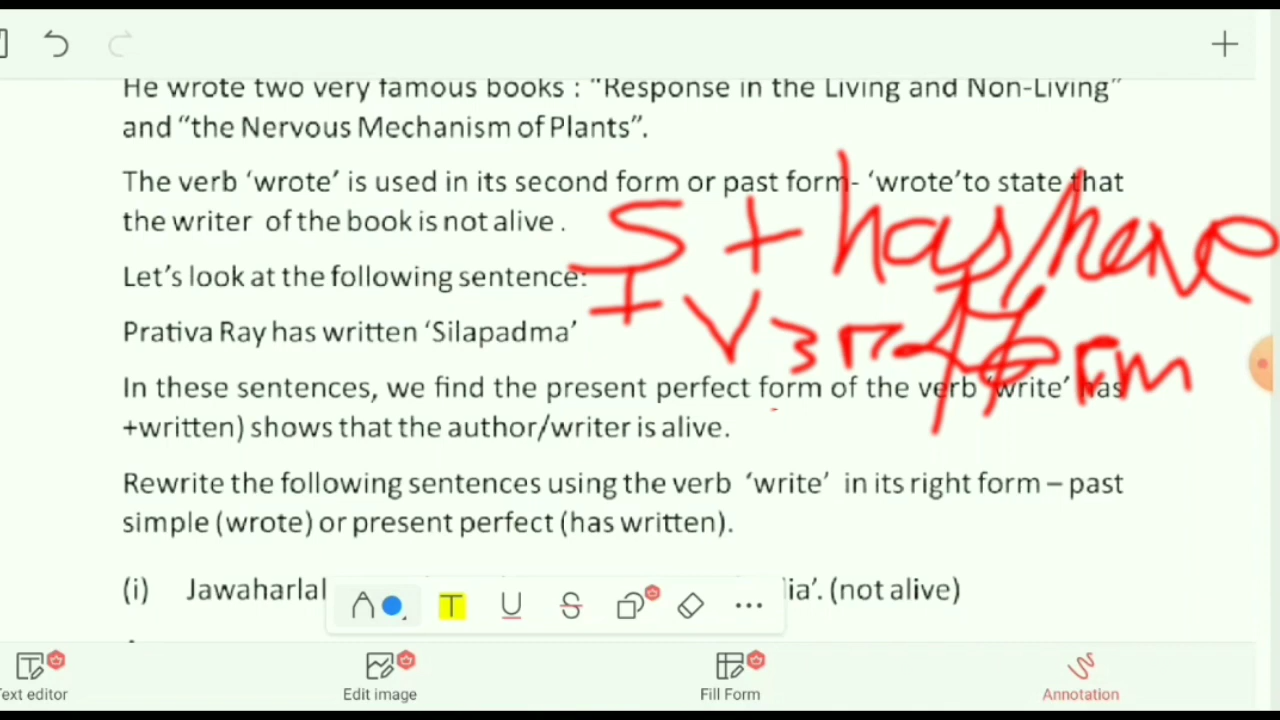 He wrote two very famous books : “Response in the Living and Non-Living”
and “the Nervous Mechanism of Plants”.
The verb ‘wrote’ is used in its second form or past form- ‘wrote’to state that
the writer of the book is not alive .
S + has/have
Let’s look at the following sentence:
+ V3
Prativa Ray has written ‘Silapadma’
In these sentences, we find the present perfect form of the verb ‘write’ has
+written) shows that the author/writer is alive.
Rewrite the following sentences using the verb ‘write’ in its right form – past
simple (wrote) or present perfect (has written).
(i) Jawaharlal
(not alive)
T U S
Text editor Edit image Fill Form Annotation